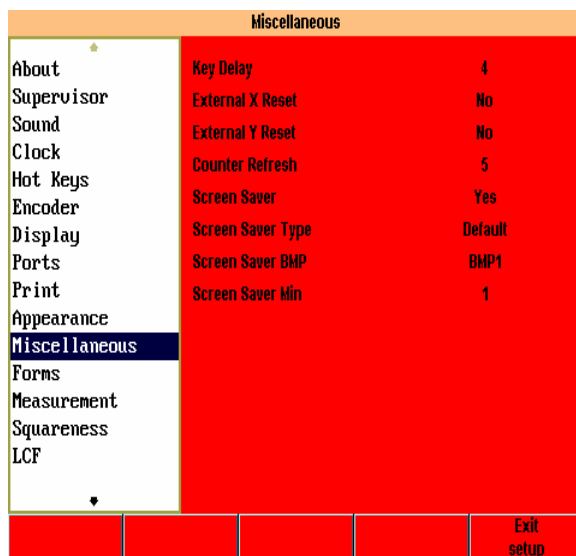 Miscellaneous
About
Supervisor
Sound
Clock
Hot Keys
Encoder
Display
Ports
Print
Appearance
Miscellaneous
Forms
Measurement
Squareness
LCF
Key Delay 4
External X Reset No
External Y Reset No
Counter Refresh 5
Screen Saver Yes
Screen Saver Type Default
Screen Saver BMP BMP1
Screen Saver Min 1
Exit
setup